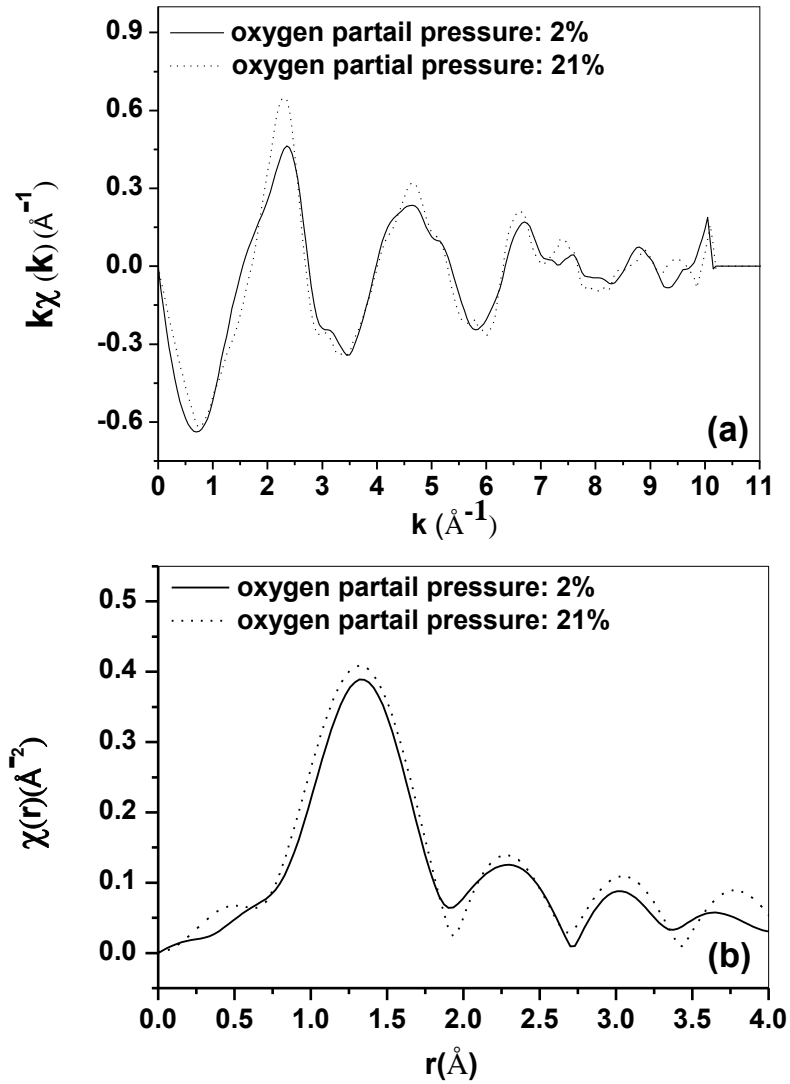 0.9
0.6
0.3
0.0
-0.3
-0.6
kχ(k)(Å⁻¹)
oxygen partail pressure: 2%
oxygen partial pressure: 21%
(a)
0 1 2 3 4 5 6 7 8 9 10 11
k (Å⁻¹)
0.5
0.4
0.3
0.2
0.1
0.0
χ(r)(Å⁻²)
oxygen partail pressure: 2%
oxygen partail pressure: 21%
(b)
0.0 0.5 1.0 1.5 2.0 2.5 3.0 3.5 4.0
r(Å)